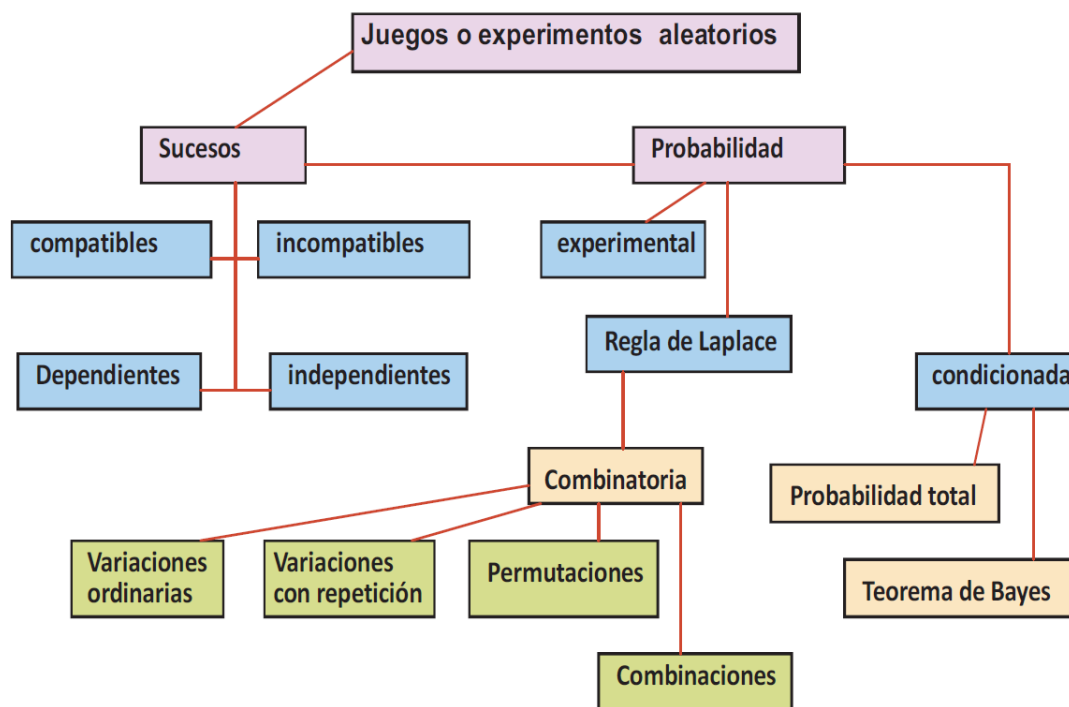 Juegos o experimentos aleatorios
Sucesos
Probabilidad
compatibles
incompatibles
experimental
Regla de Laplace
Dependientes
independientes
condicionada
Combinatoria
Probabilidad total
Variaciones
ordinarias
Variaciones
con repetición
Permutaciones
Teorema de Bayes
Combinaciones